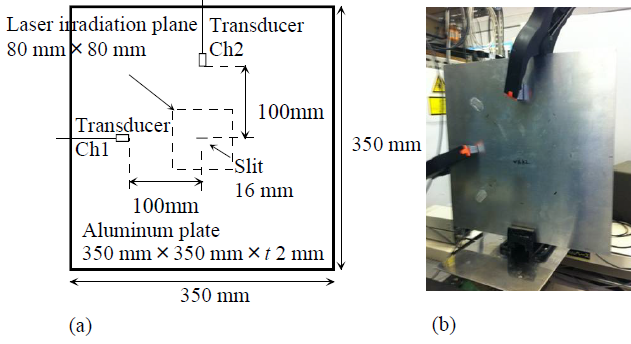 Laser irradiation plane
80 mm × 80 mm
Transducer
Ch2
100mm
Transducer
Ch1
350 mm
Slit
16 mm
100mm
Aluminum plate
350 mm × 350 mm × t 2 mm
350 mm
(a)
(b)